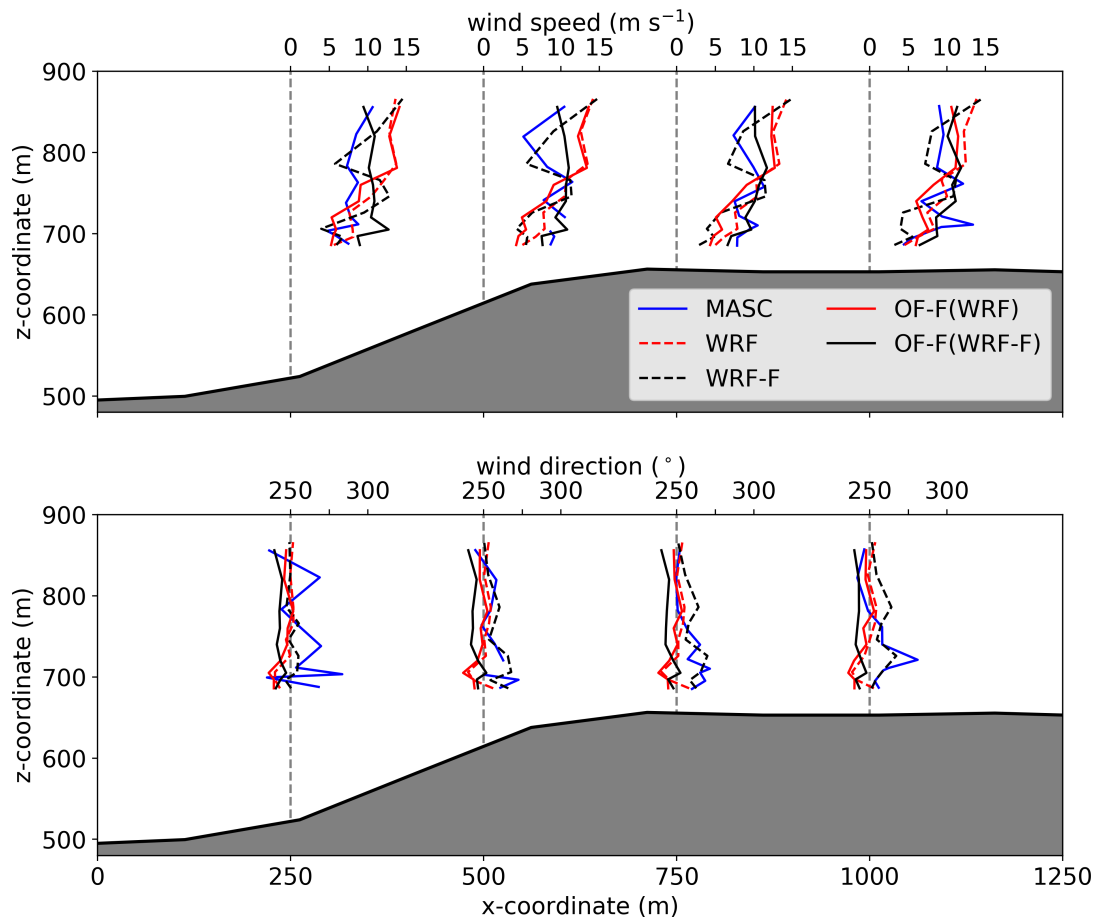 wind speed (m s⁻¹)
0 5 10 15 0 5 10 15 0 5 10 15 0 5 10 15
900
800
700
600
500
z-coordinate (m)
MASC OF-F(WRF)
WRF OF-F(WRF-F)
WRF-F
wind direction (°)
250 300 250 300 250 300 250 300
900
800
700
600
500
z-coordinate (m)
0 250 500 750 1000 1250
x-coordinate (m)